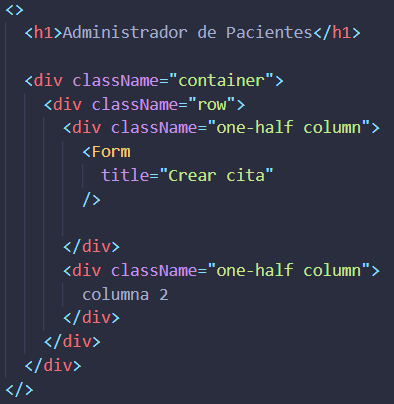 <>
  <h1>Administrador de Pacientes</h1>

  <div className="container">
    <div className="row">
      <div className="one-half column">
        <Form
          title="Crear cita"
        />

      </div>
      <div className="one-half column">
        columna 2
      </div>
    </div>
  </div>
</>